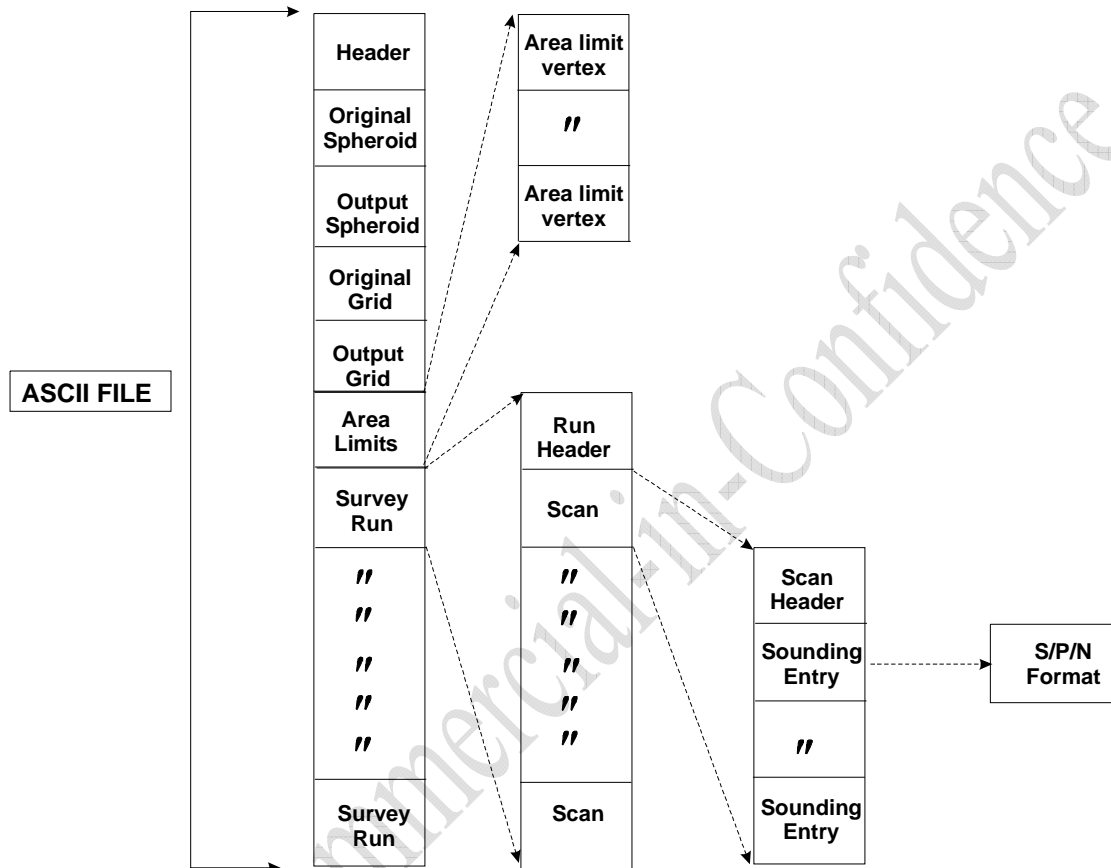 ASCII FILE
Header
Original
Spheroid
Output
Spheroid
Original
Grid
Output
Grid
Area
Limits
Survey
Run
"
"
"
"
"
Survey
Run
Area limit
vertex
"
Area limit
vertex
Run
Header
Scan
"
"
"
"
"
Scan
Scan
Header
Sounding
Entry
"
Sounding
Entry
S/P/N
Format
mmercial-in-Confidence